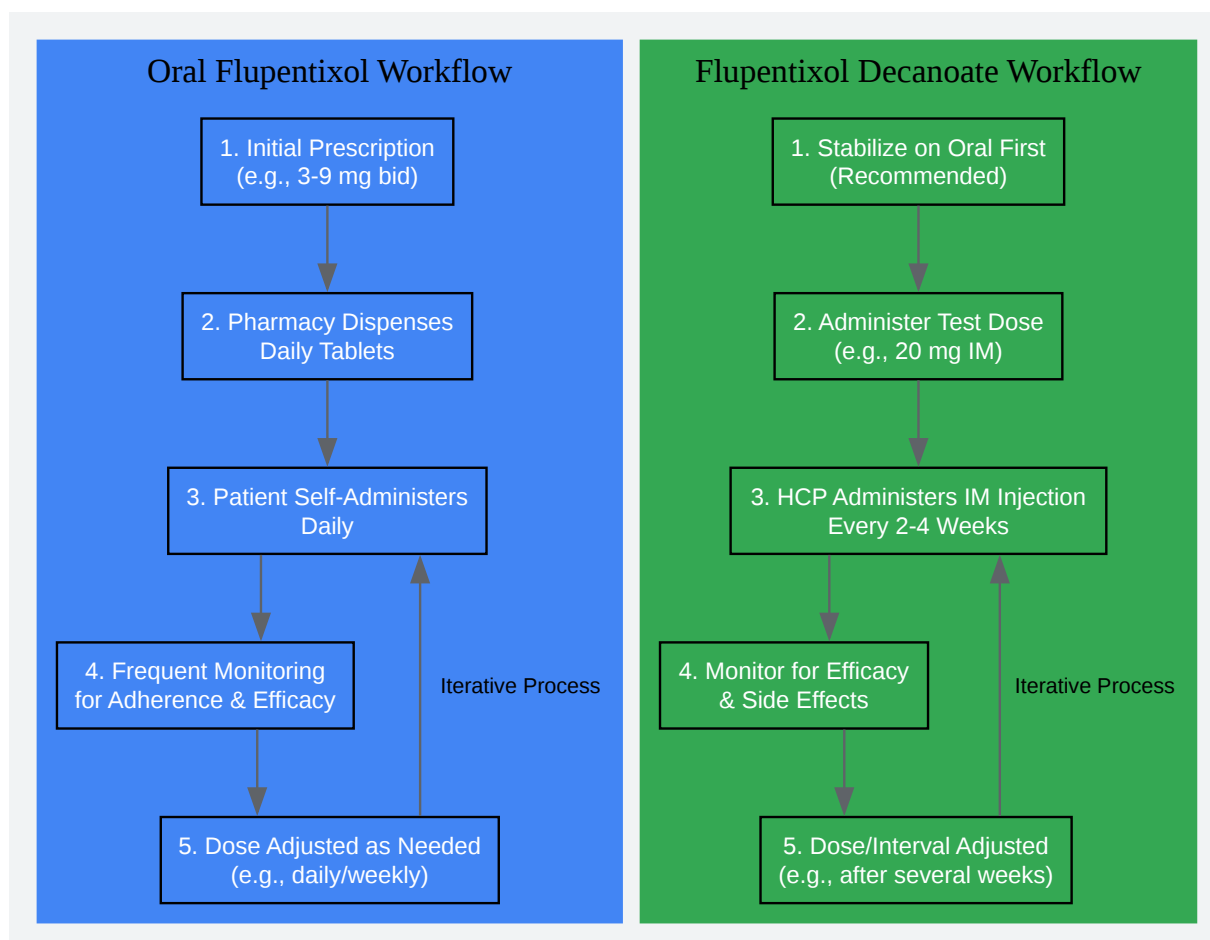 Oral Flupentixol Workflow
1. Initial Prescription
(e.g., 3-9 mg bid)
2. Pharmacy Dispenses
Daily Tablets
3. Patient Self-Administers
Daily
4. Frequent Monitoring
for Adherence & Efficacy
Iterative Process
5. Dose Adjusted as Needed
(e.g., daily/weekly)
Flupentixol Decanoate Workflow
1. Stabilize on Oral First
(Recommended)
2. Administer Test Dose
(e.g., 20 mg IM)
3. HCP Administers IM Injection
Every 2-4 Weeks
4. Monitor for Efficacy
& Side Effects
Iterative Process
5. Dose/Interval Adjusted
(e.g., after several weeks)